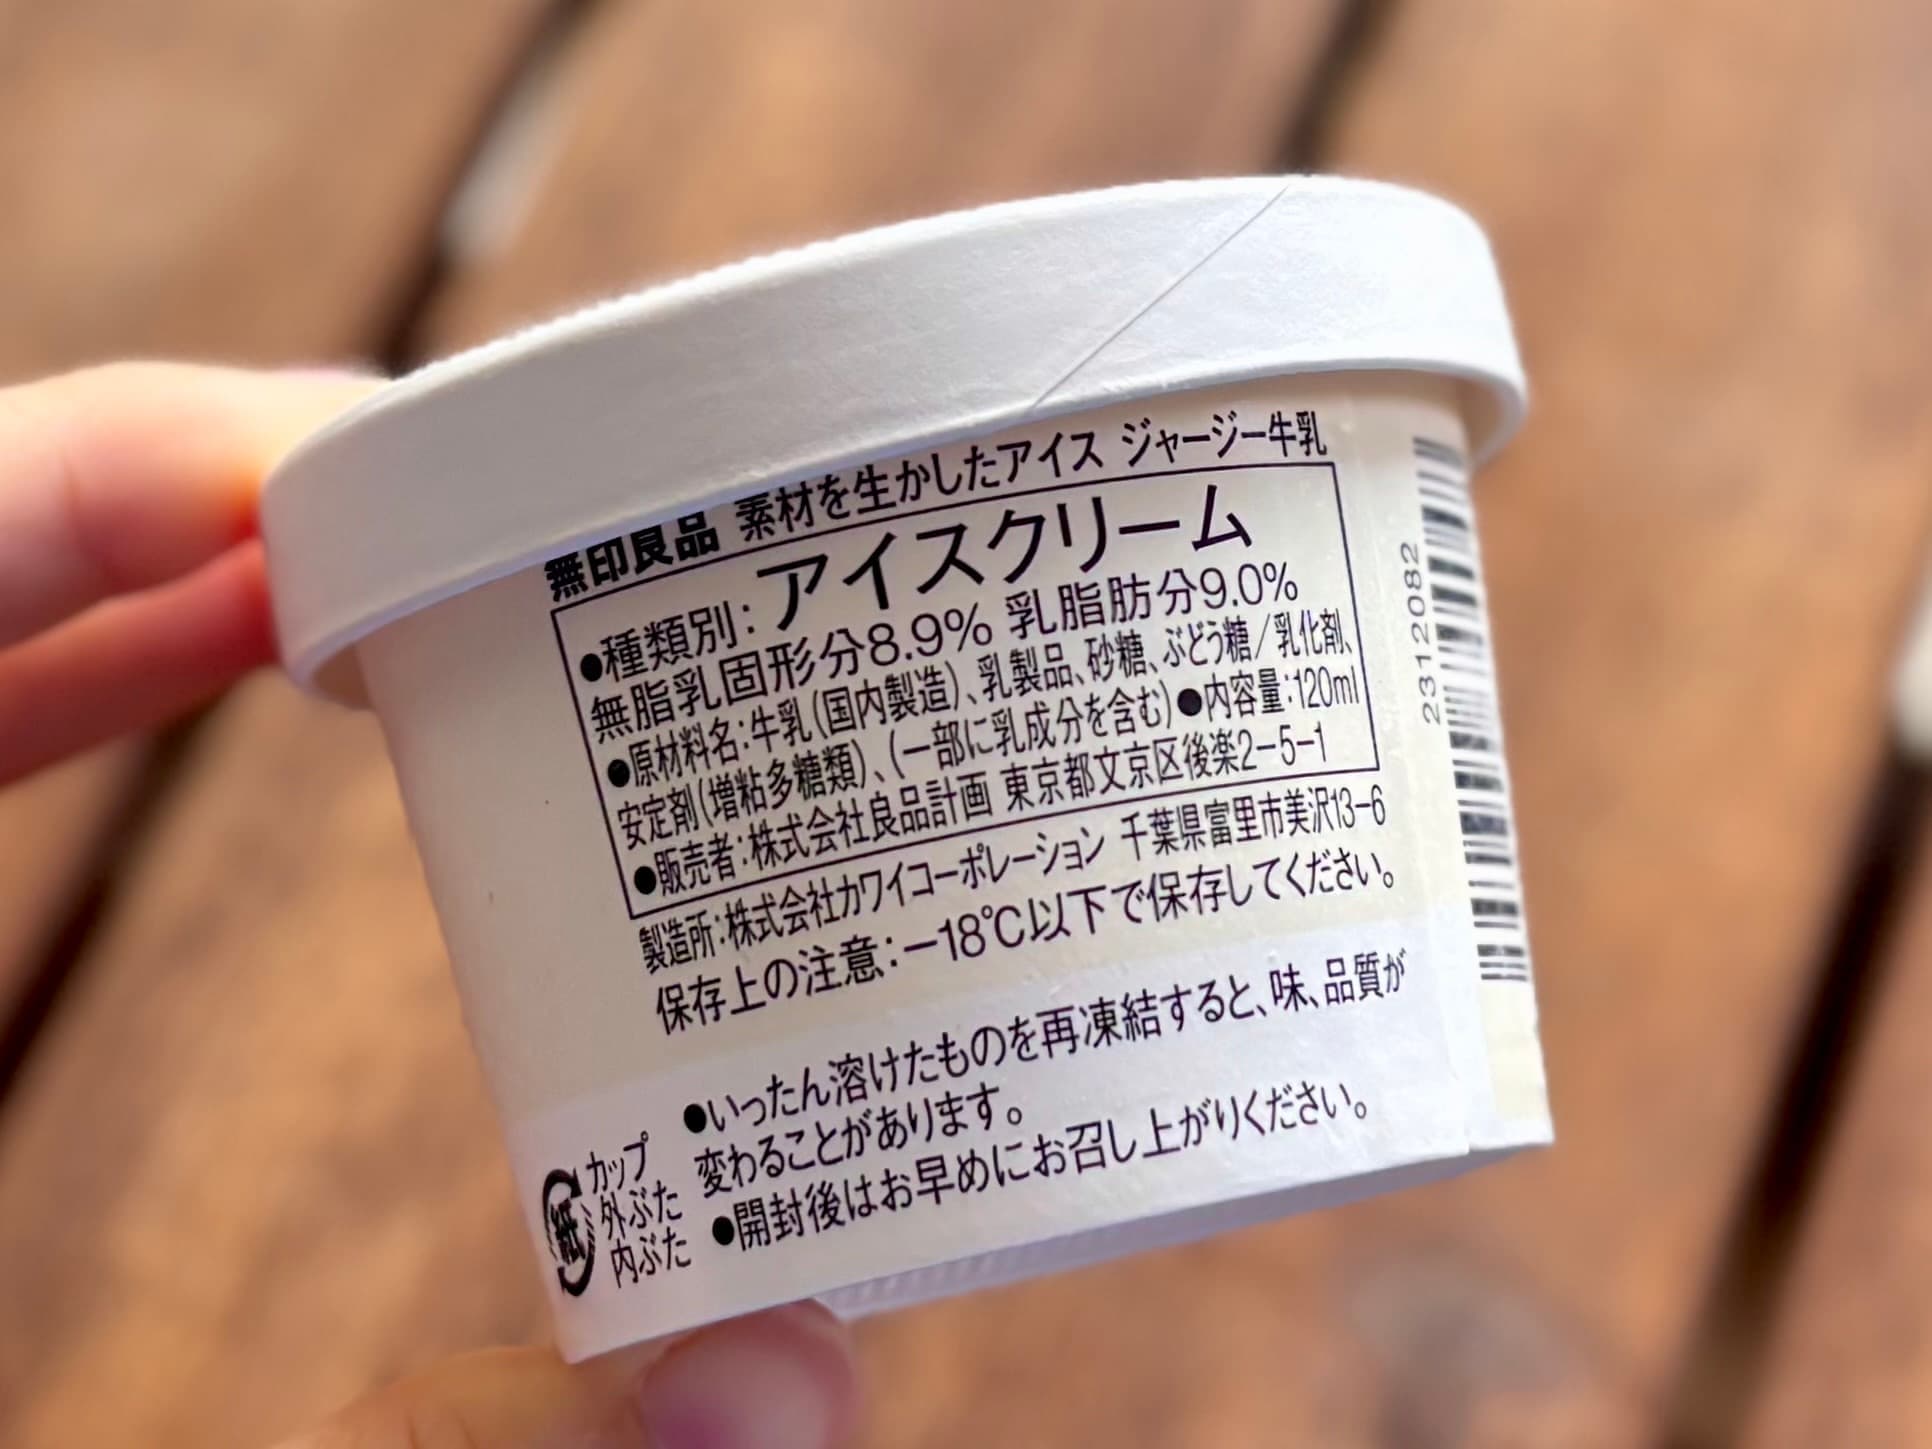 無印良品 素材を生かしたアイス ジャージー牛乳
●種類別：アイスクリーム
無脂乳固形分8.9% 乳脂肪分9.0%
●原材料名：牛乳（国内製造）、乳製品、砂糖、ぶどう糖／乳化剤、
安定剤（増粘多糖類）、（一部に乳成分を含む）●内容量：120ml
●販売者：株式会社良品計画 東京都文京区後楽2−5−1
製造所：株式会社カワイコーポレーション 千葉県富里市美沢13−6
保存上の注意：−18℃以下で保存してください。
●いったん溶けたものを再凍結すると、味、品質が
変わることがあります。
●開封後はお早めにお召し上がりください。
紙
カップ
外ぶた
内ぶた
2312082